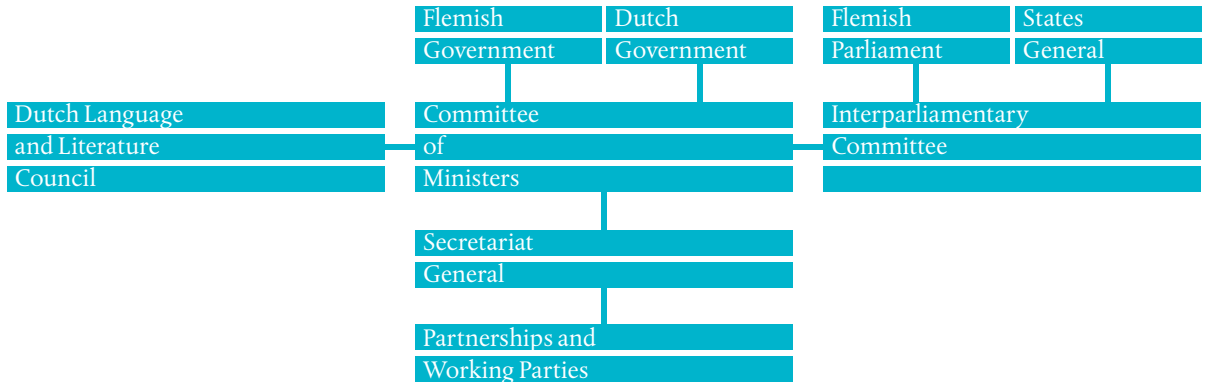 Flemish
Government
Dutch
Government
Flemish
Parliament
States
General
Dutch Language
and Literature
Council
Committee
of
Ministers
Interparliamentary
Committee
Secretariat
General
Partnerships and
Working Parties